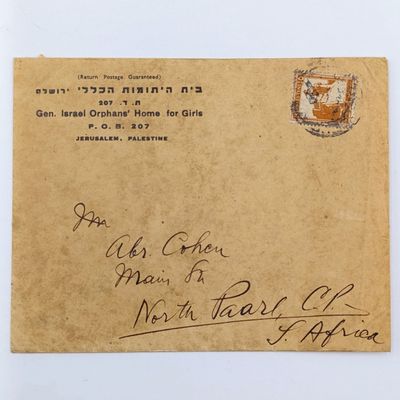 (Return Postage Guaranteed)
בית היתומות הכללי ירושלם
ת. ד. 207
Gen. Israel Orphans' Home for Girls
P. O. B. 207
JERUSALEM, PALESTINE
Mr
Abr. Cohen
Main St
North Paarl, C.P.
S. Africa